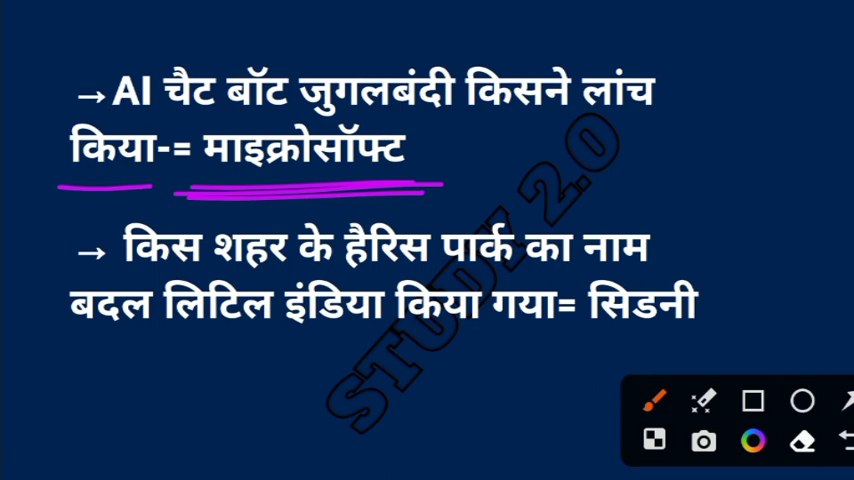 →AI चैट बॉट जुगलबंदी किसने लांच
किया-= माइक्रोसॉफ्ट
→ किस शहर के हैरिस पार्क का नाम
बदल लिटिल इंडिया किया गया= सिडनी
STUDY 2.0